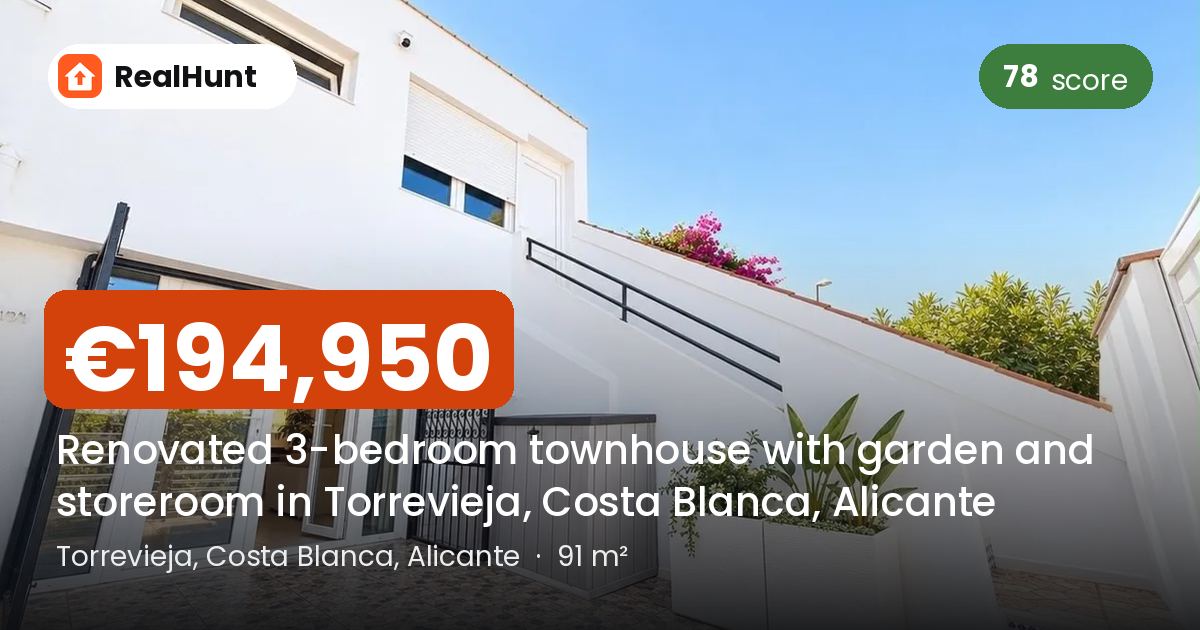 RealHunt
78 score
€194,950
Renovated 3-bedroom townhouse with garden and
storeroom in Torrevieja, Costa Blanca, Alicante
Torrevieja, Costa Blanca, Alicante · 91 m²